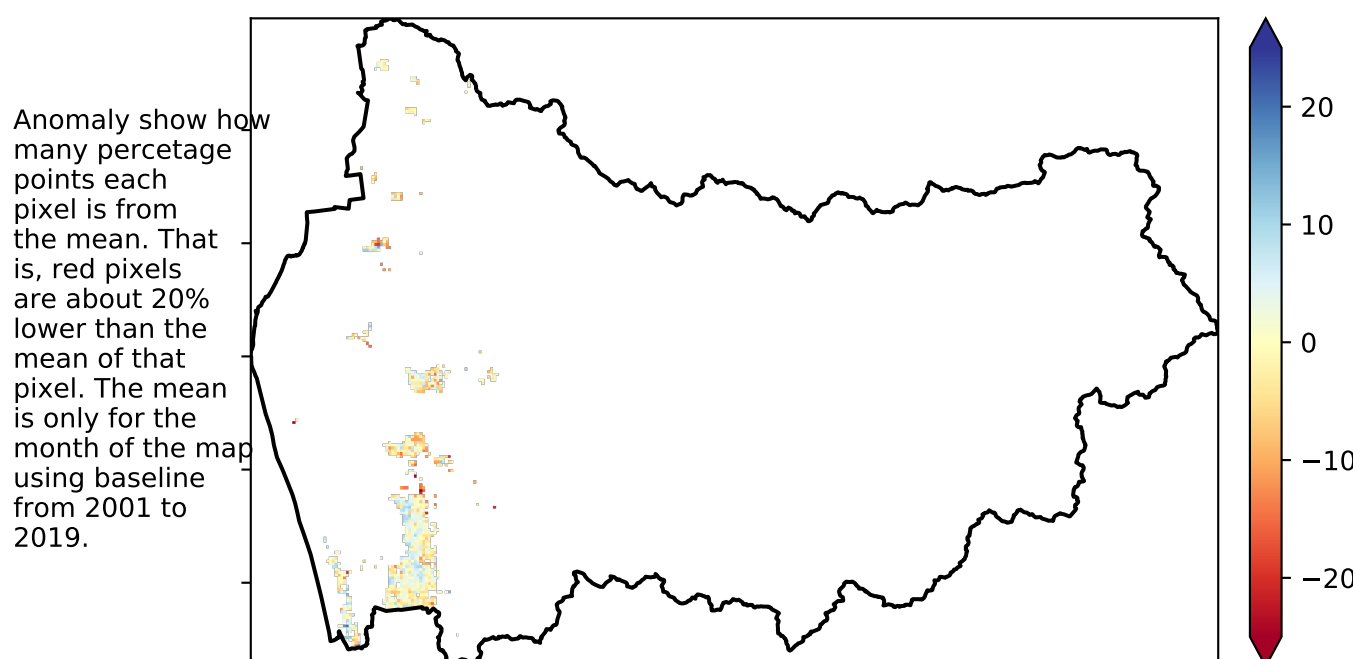 Anomaly show how
many percetage
points each
pixel is from
the mean. That
is, red pixels
are about 20%
lower than the
mean of that
pixel. The mean
is only for the
month of the map
using baseline
from 2001 to
2019.
20
10
0
−10
−20